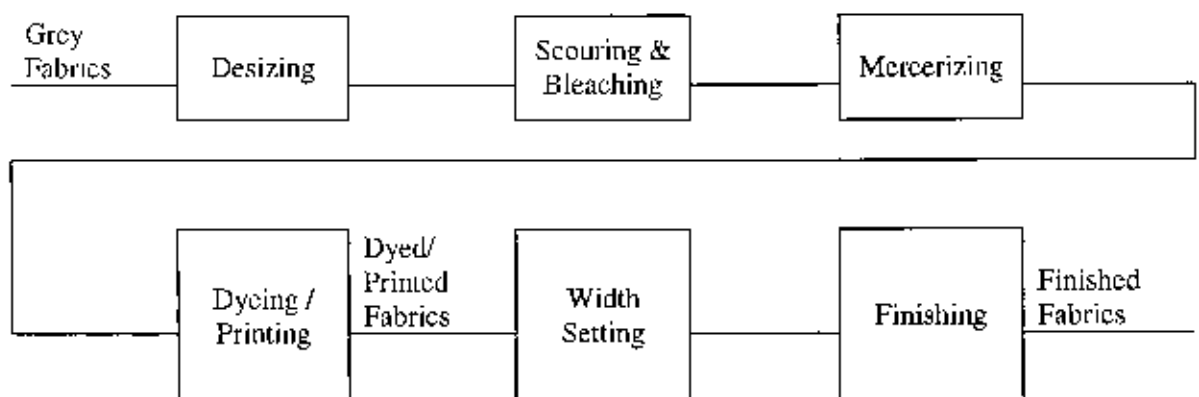 Grey
Fabrics
Desizing
Scouring &
Bleaching
Mercerizing
Dyeing /
Printing
Dyed/
Printed
Fabrics
Width
Setting
Finishing
Finished
Fabrics